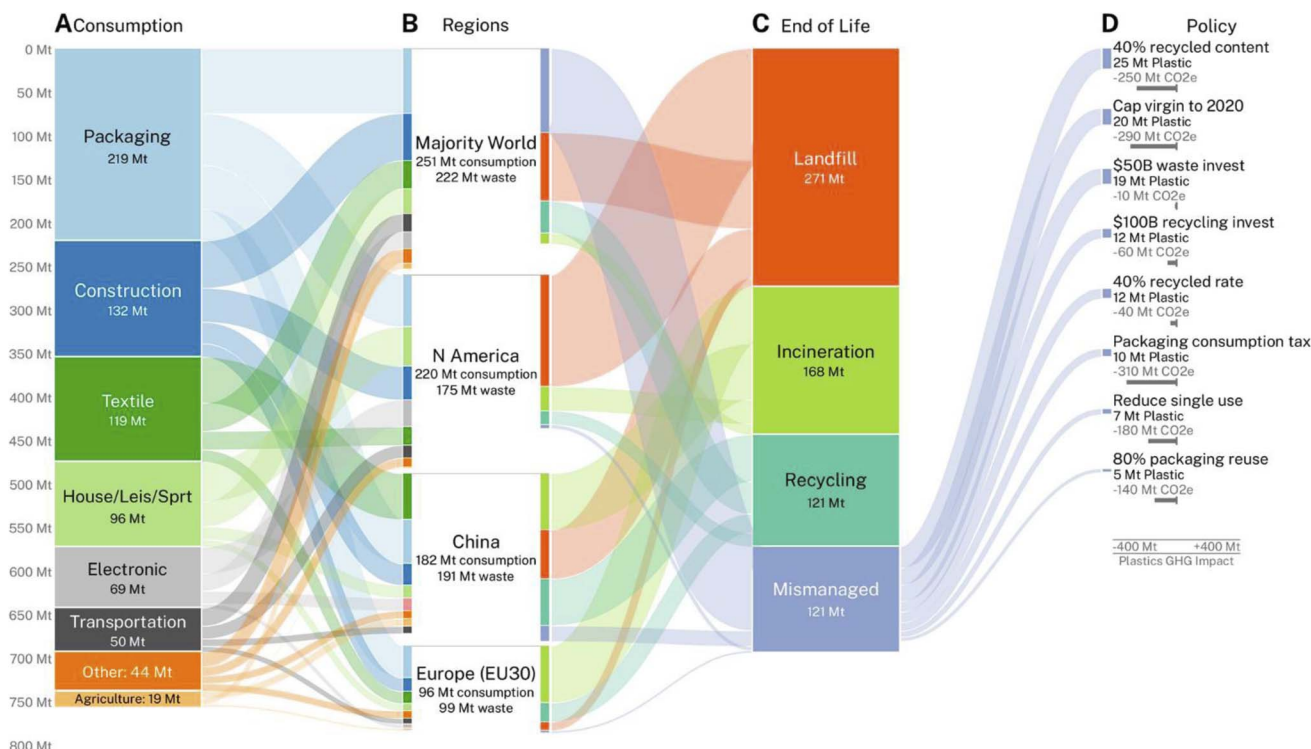 A Consumption
B Regions
C End of Life
D Policy
0 Mt
50 Mt
100 Mt
150 Mt
200 Mt
250 Mt
300 Mt
350 Mt
400 Mt
450 Mt
500 Mt
550 Mt
600 Mt
650 Mt
700 Mt
750 Mt
800 Mt
Packaging
219 Mt
Construction
132 Mt
Textile
119 Mt
House/Leis/Sprt
96 Mt
Electronic
69 Mt
Transportation
50 Mt
Other: 44 Mt
Agriculture: 19 Mt
Majority World
251 Mt consumption
222 Mt waste
N America
220 Mt consumption
175 Mt waste
China
182 Mt consumption
191 Mt waste
Europe (EU30)
96 Mt consumption
99 Mt waste
Landfill
271 Mt
Incineration
168 Mt
Recycling
121 Mt
Mismanaged
121 Mt
40% recycled content
25 Mt Plastic
-250 Mt CO2e
Cap virgin to 2020
20 Mt Plastic
-290 Mt CO2e
$50B waste invest
19 Mt Plastic
-10 Mt CO2e
$100B recycling invest
12 Mt Plastic
-60 Mt CO2e
40% recycled rate
12 Mt Plastic
-40 Mt CO2e
Packaging consumption tax
10 Mt Plastic
-310 Mt CO2e
Reduce single use
7 Mt Plastic
-180 Mt CO2e
80% packaging reuse
5 Mt Plastic
-140 Mt CO2e
-400 Mt +400 Mt
Plastics GHG Impact